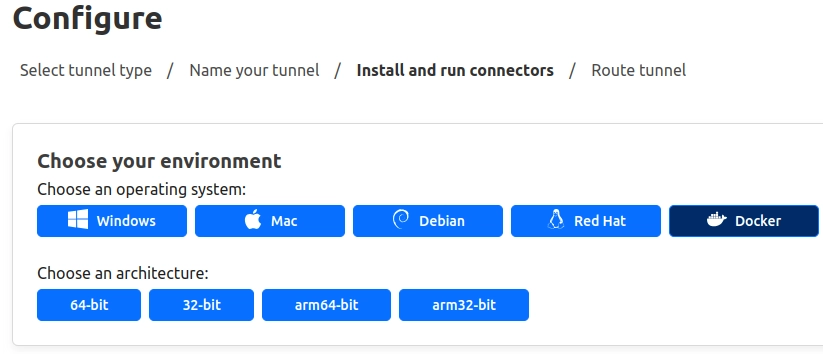 Configure
Select tunnel type / Name your tunnel / Install and run connectors / Route tunnel
Choose your environment
Choose an operating system:
Windows Mac Debian Red Hat Docker
Choose an architecture:
64-bit 32-bit arm64-bit arm32-bit